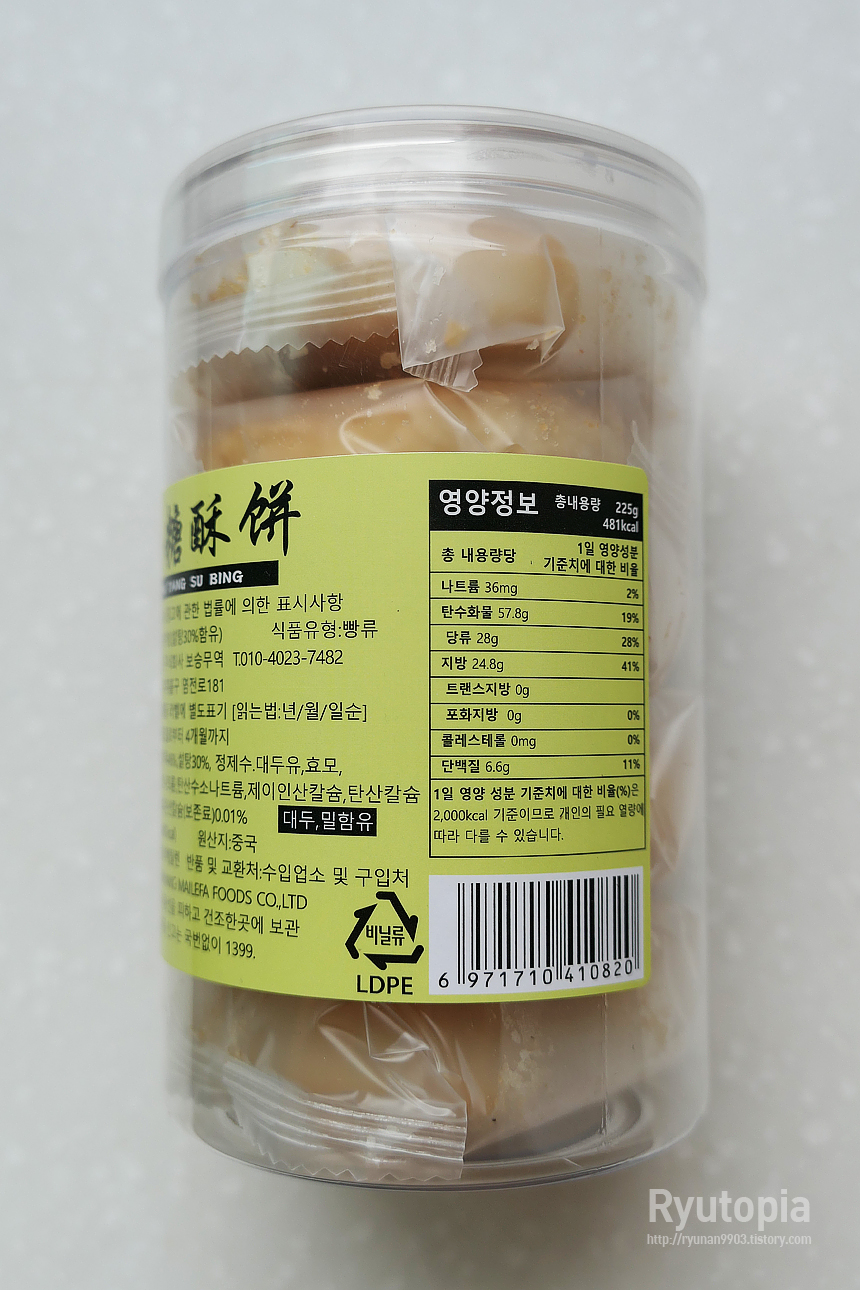 酥餅
TANG SU BING
관한 법률에 의한 표시사항
식품유형:빵류
보승무역 T.010-4023-7482
염전로181
별도표기 [읽는법:년/월/일순]
4개월까지
설탕30%, 정제수.대두유,효모,
탄산수소나트륨,제이인산칼슘,탄산칼슘
(보존료)0.01%
대두,밀함유
원산지:중국
반품 및 교환처:수입업소 및 구입처
MAILEFA FOODS CO.,LTD
피하고 건조한곳에 보관
국번없이 1399.
비닐류
LDPE
영양정보 총내용량 225g
481kcal
총 내용량당 1일 영양성분
기준치에 대한 비율
나트륨 36mg 2%
탄수화물 57.8g 19%
당류 28g 28%
지방 24.8g 41%
트랜스지방 0g
포화지방 0g 0%
콜레스테롤 0mg 0%
단백질 6.6g 11%
1일 영양 성분 기준치에 대한 비율(%)은
2,000kcal 기준이므로 개인의 필요 열량에
따라 다를 수 있습니다.
6 971710 410820
Ryutopia
http://ryunan9903.tistory.com